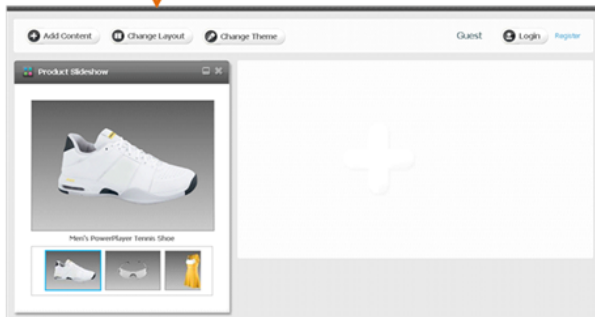 Add Content Change Layout Change Theme Guest Login Register
Product Slideshow
Men's PowerPlayer Tennis Shoe